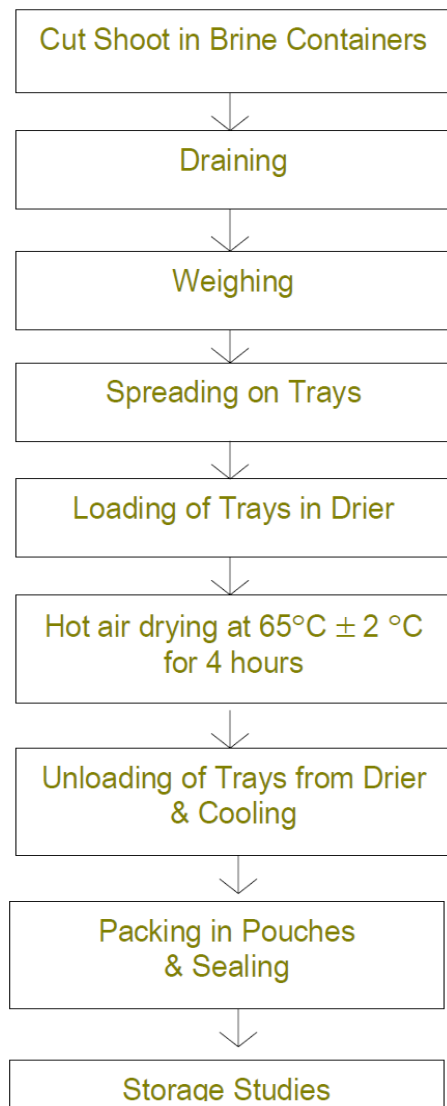 Cut Shoot in Brine Containers
Draining
Weighing
Spreading on Trays
Loading of Trays in Drier
Hot air drying at 65°C ± 2 °C
for 4 hours
Unloading of Trays from Drier
& Cooling
Packing in Pouches
& Sealing
Storage Studies